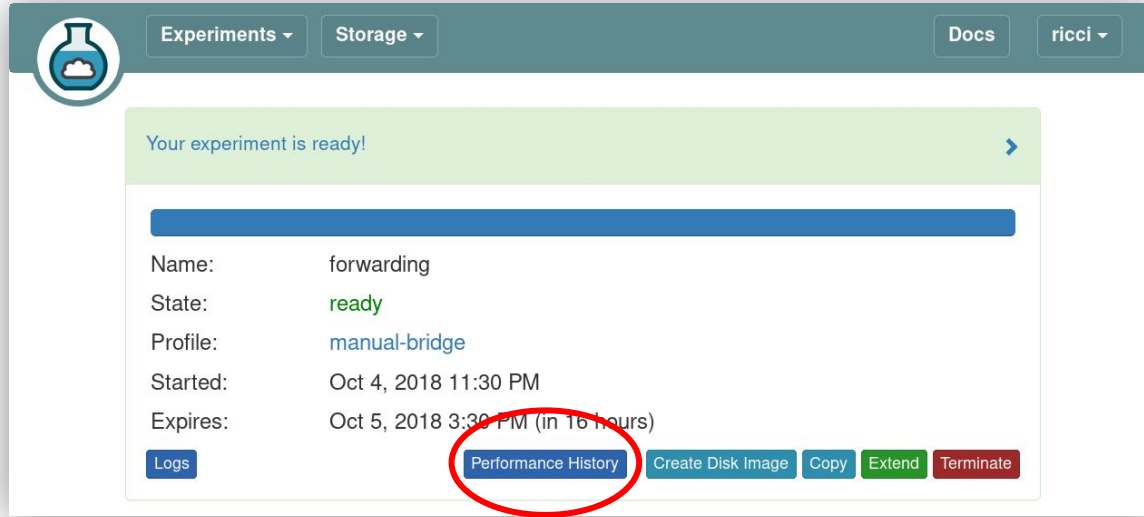 Experiments Storage Docs ricci
Your experiment is ready!
Name: forwarding
State: ready
Profile: manual-bridge
Started: Oct 4, 2018 11:30 PM
Expires: Oct 5, 2018 3:30 PM (in 16 hours)
Logs Performance History Create Disk Image Copy Extend Terminate